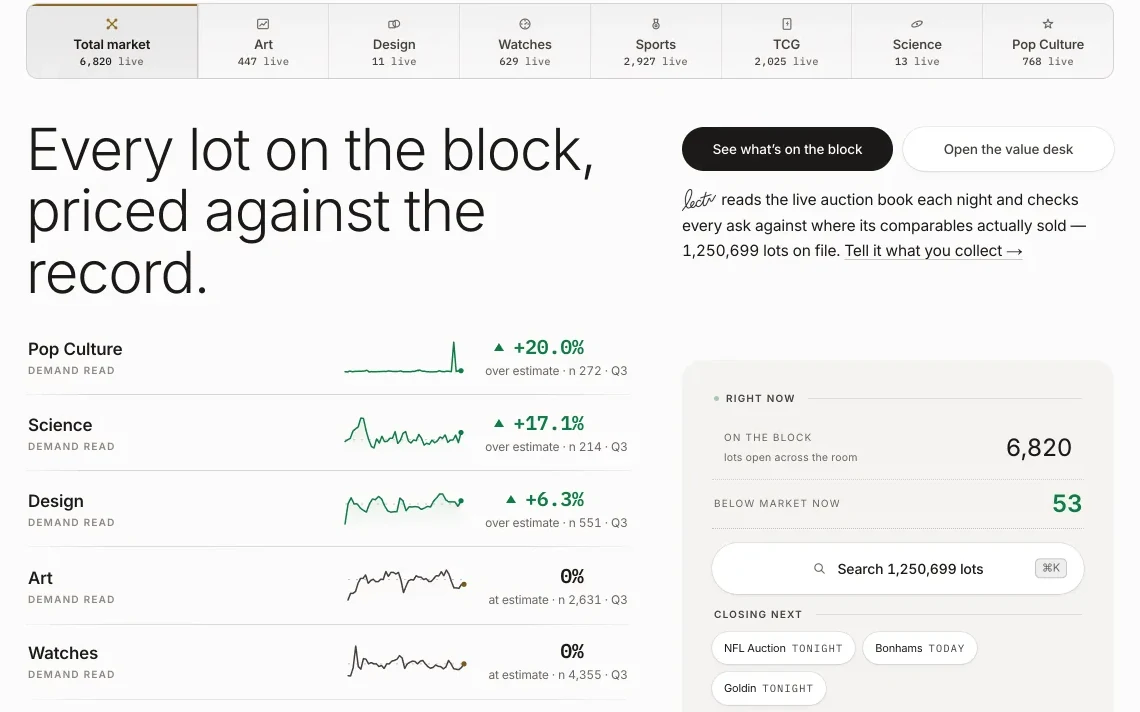 Total market
6,820 live
Art
447 live
Design
11 live
Watches
629 live
Sports
2,927 live
TCG
2,025 live
Science
13 live
Pop Culture
768 live
Every lot on the block,
priced against the
record.
See what’s on the block
Open the value desk
lectr reads the live auction book each night and checks
every ask against where its comparables actually sold —
1,250,699 lots on file. Tell it what you collect →
Pop Culture
DEMAND READ
▲ +20.0%
over estimate · n 272 · Q3
Science
DEMAND READ
▲ +17.1%
over estimate · n 214 · Q3
Design
DEMAND READ
▲ +6.3%
over estimate · n 551 · Q3
Art
DEMAND READ
0%
at estimate · n 2,631 · Q3
Watches
DEMAND READ
0%
at estimate · n 4,355 · Q3
RIGHT NOW
ON THE BLOCK
lots open across the room
6,820
BELOW MARKET NOW
53
Search 1,250,699 lots
⌘K
CLOSING NEXT
NFL Auction TONIGHT
Bonhams TODAY
Goldin TONIGHT